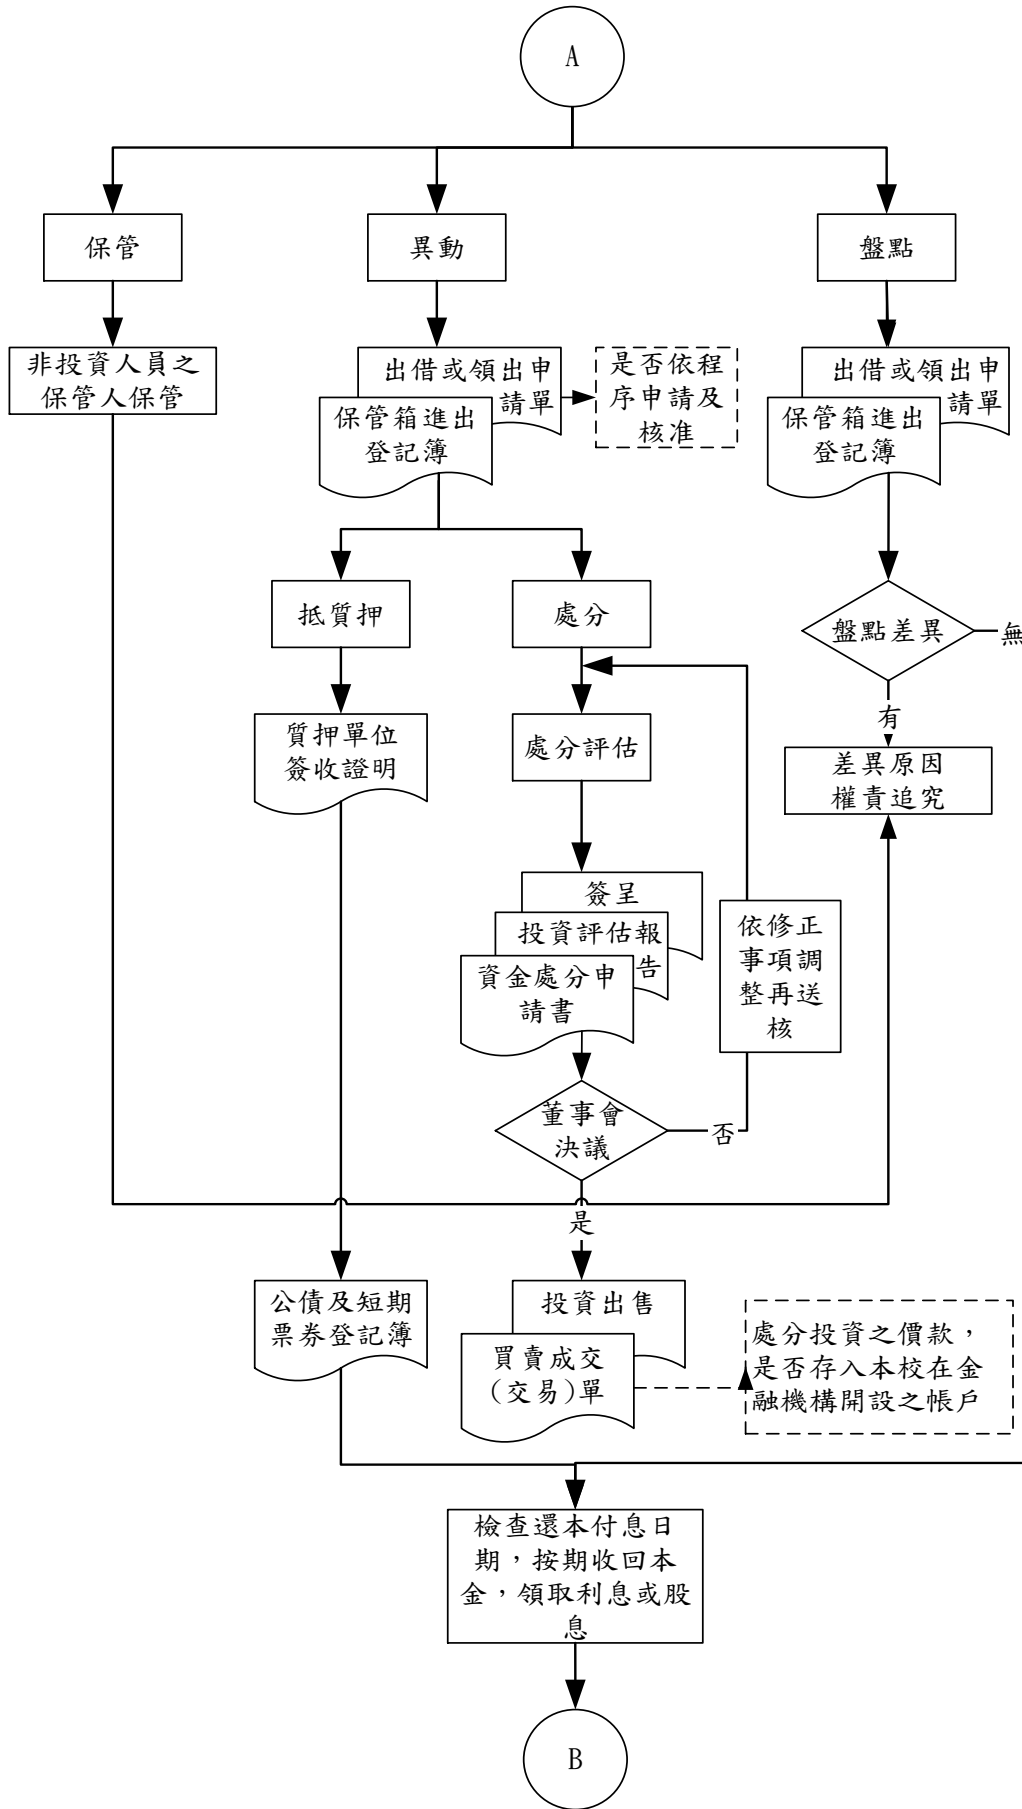 A
保管
異動
盤點
非投資人員之
保管人保管
出借或領出申
請單
保管箱進出
登記簿
是否依程
序申請及
核准
出借或領出申
請單
保管箱進出
登記簿
抵質押
處分
盤點差異
無
有
質押單位
簽收證明
處分評估
差異原因
權責追究
簽呈
投資評估報
告
資金處分申
請書
依修正
事項調
整再送
核
董事會
決議
否
是
公債及短期
票券登記簿
投資出售
買賣成交
(交易)單
處分投資之價款，
是否存入本校在金
融機構開設之帳戶
檢查還本付息日
期，按期收回本
金，領取利息或股
息
B